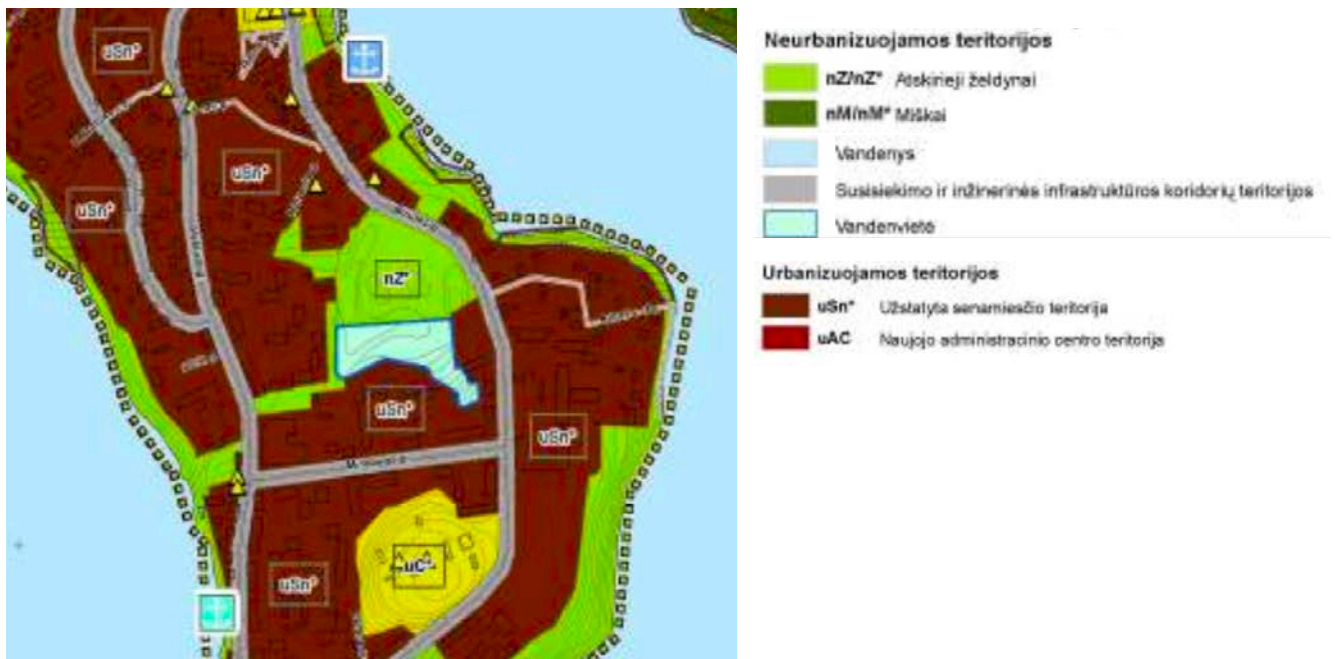 uSn*
uSn*
uSn*
nZ*
uSn*
uSn*
uSn*
uC*
Neurbanizuojamos teritorijos
nZ/nZ* Atskirieji želdynai
nM/nM* Miškai
Vandenys
Susisiekimo ir inžinerinės infrastruktūros koridorių teritorijos
Vandenvietė
Urbanizuojamos teritorijos
uSn* Užstatyta senamiesčio teritorija
uAC Naujojo administracinio centro teritorija